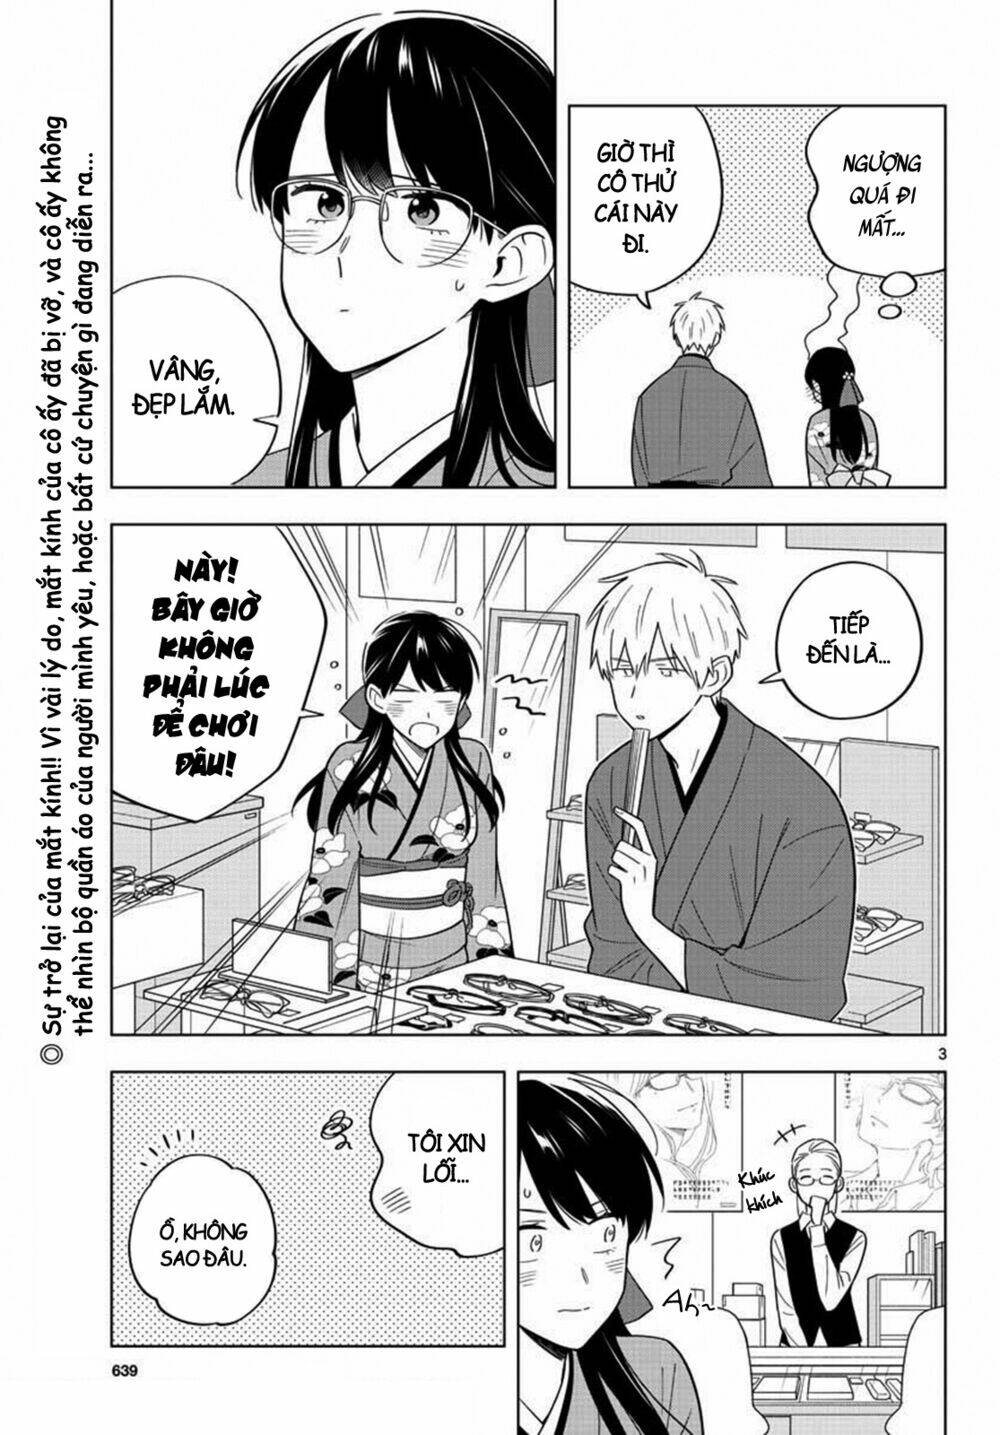 ◎ Sự trở lại của mắt kính!! Vì vài lý do, mắt kính của cô ấy đã bị vỡ, và cô ấy không
thể nhìn bộ quần áo của người mình yêu, hoặc bất cứ chuyện gì đang diễn ra...
NGƯỢNG
QUÁ ĐI
MẤT...
GIỜ THÌ
CÔ THỬ
CÁI NÀY
ĐI.
VÂNG,
ĐẸP LẮM.
TIẾP
ĐẾN LÀ...
NÀY!
BÂY GIỜ
KHÔNG
PHẢI LÚC
ĐỂ CHƠI
ĐÂU!
3
Khúc
khích
Ah~
TÔI XIN
LỖI...
Ồ, KHÔNG
SAO ĐÂU.
639